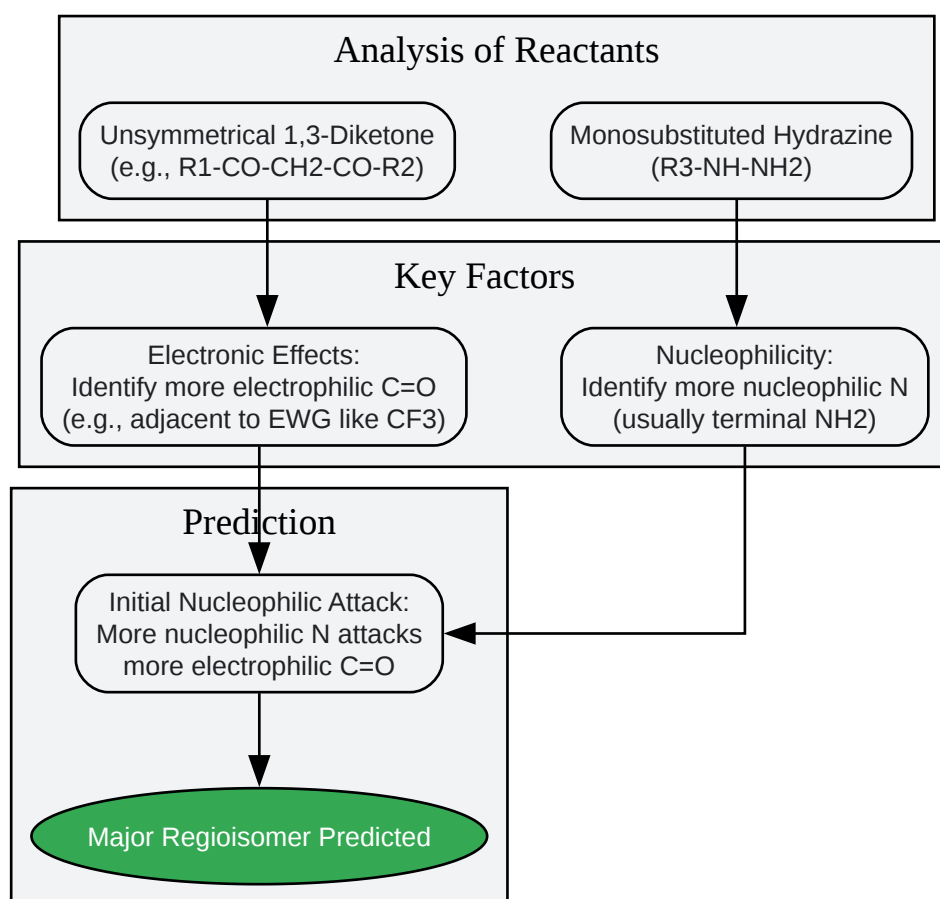 Analysis of Reactants
Unsymmetrical 1,3-Diketone
(e.g., R1-CO-CH2-CO-R2)
Monosubstituted Hydrazine
(R3-NH-NH2)
Key Factors
Electronic Effects:
Identify more electrophilic C=O
(e.g., adjacent to EWG like CF3)
Nucleophilicity:
Identify more nucleophilic N
(usually terminal NH2)
Prediction
Initial Nucleophilic Attack:
More nucleophilic N attacks
more electrophilic C=O
Major Regioisomer Predicted